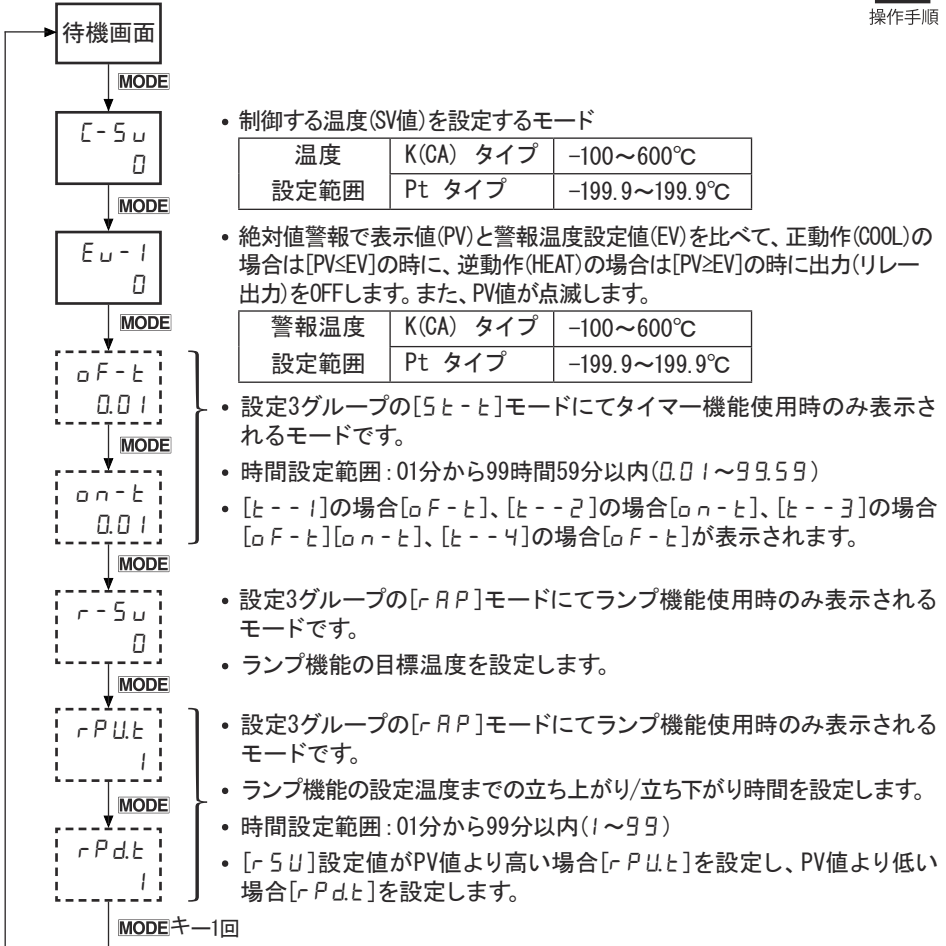 操作手順
待機画面
MODE
C-Su
0
• 制御する温度(SV値)を設定するモード
温度
設定範囲
K(CA) タイプ
-100～600℃
Pt タイプ
-199.9～199.9℃
MODE
Eu-1
0
• 絶対値警報で表示値(PV)と警報温度設定値(EV)を比べて、正動作(COOL)の
場合は[PV≤EV]の時に、逆動作(HEAT)の場合は[PV≥EV]の時に出力(リレー
出力)をOFFします。また、PV値が点滅します。
警報温度
設定範囲
K(CA) タイプ
-100～600℃
Pt タイプ
-199.9～199.9℃
MODE
oF-t
0.01
MODE
on-t
0.01
• 設定3グループの[St-t]モードにてタイマー機能使用時のみ表示さ
れるモードです。
• 時間設定範囲:01分から99時間59分以内(0.01～99.59)
• [t--1]の場合[oF-t]、[t--2]の場合[on-t]、[t--3]の場合
[oF-t][on-t]、[t--4]の場合[oF-t]が表示されます。
MODE
r-Su
0
• 設定3グループの[rAP]モードにてランプ機能使用時のみ表示される
モードです。
• ランプ機能の目標温度を設定します。
MODE
rPU.t
1
MODE
rPd.t
1
• 設定3グループの[rAP]モードにてランプ機能使用時のみ表示される
モードです。
• ランプ機能の設定温度までの立ち上がり/立ち下がり時間を設定します。
• 時間設定範囲:01分から99分以内(1～99)
• [rSU]設定値がPV値より高い場合[rPU.t]を設定し、PV値より低い
場合[rPd.t]を設定します。
MODEキー1回